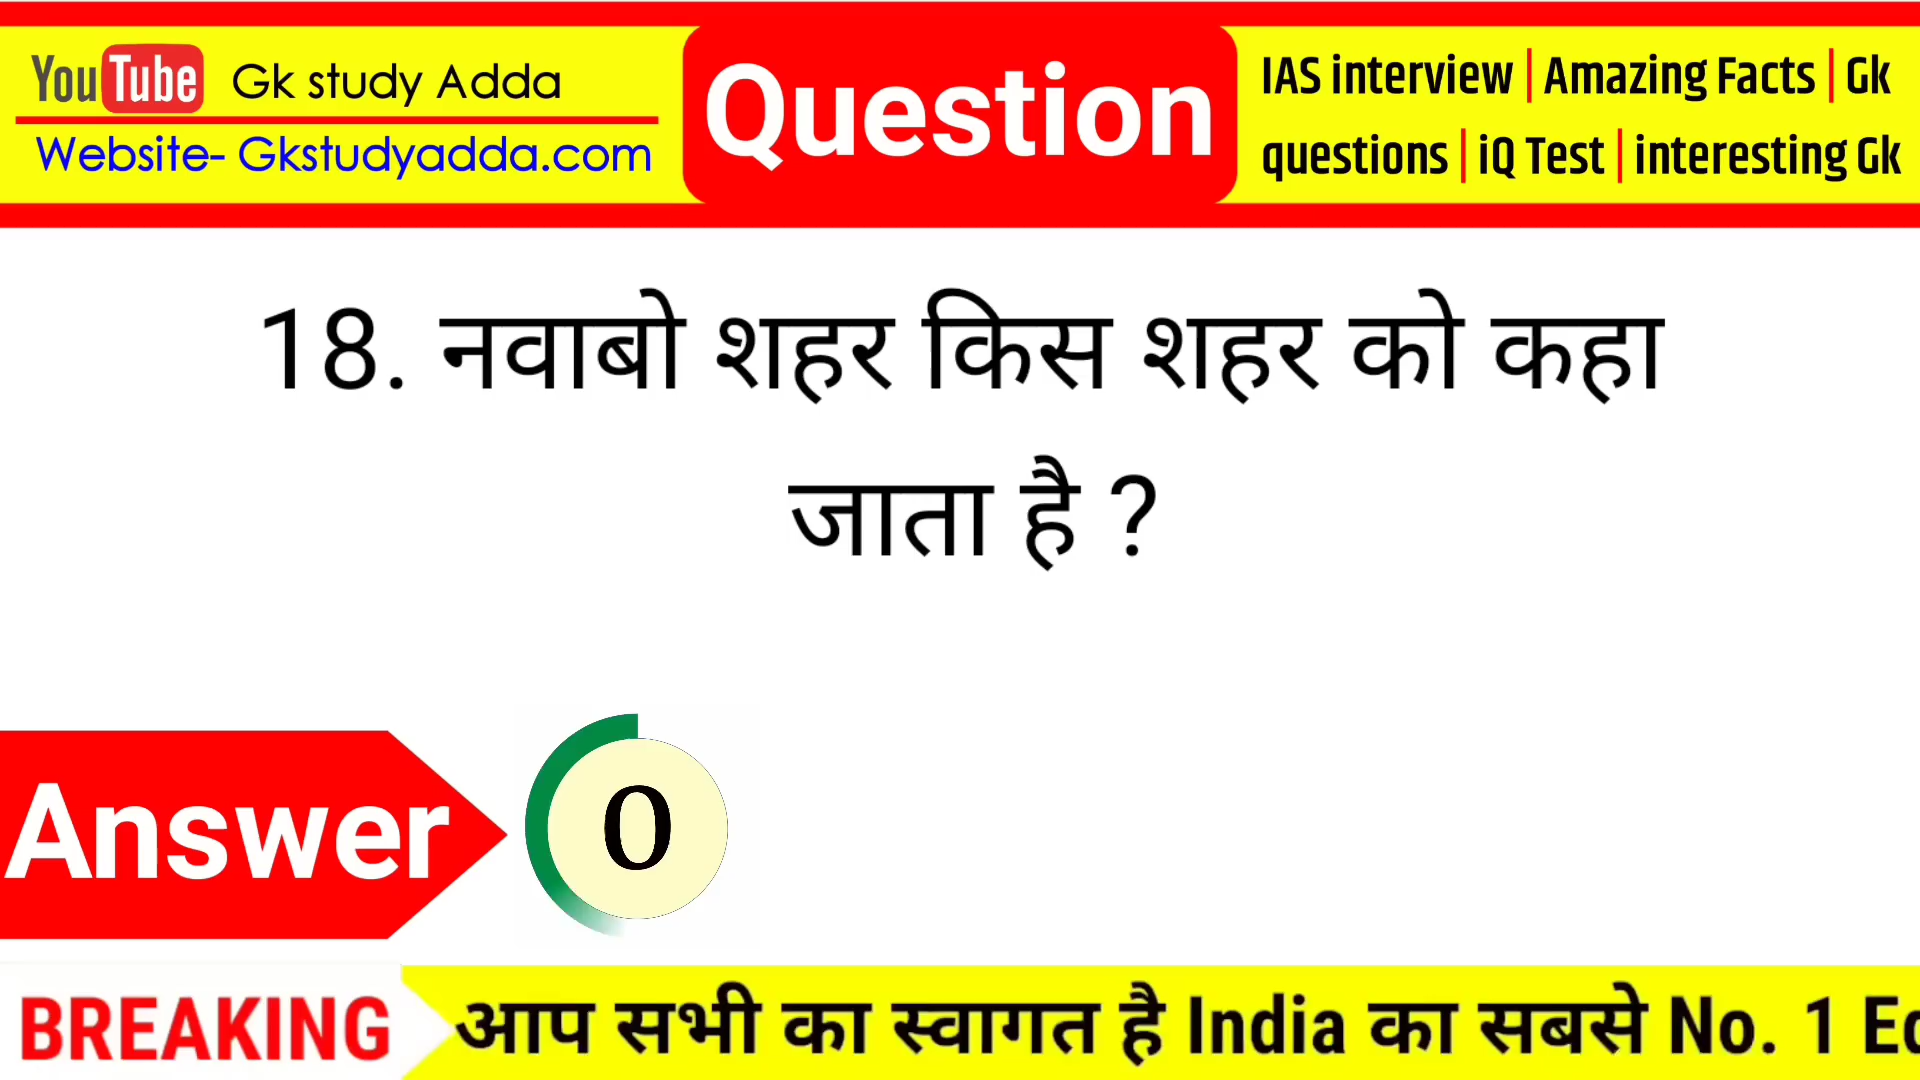 YouTube Gk study Adda
Website- Gkstudyadda.com
Question
IAS interview | Amazing Facts | Gk
questions | iQ Test | interesting Gk
18. नवाबो शहर किस शहर को कहा
जाता है ?
Answer
0
BREAKING
आप सभी का स्वागत है India का सबसे No. 1